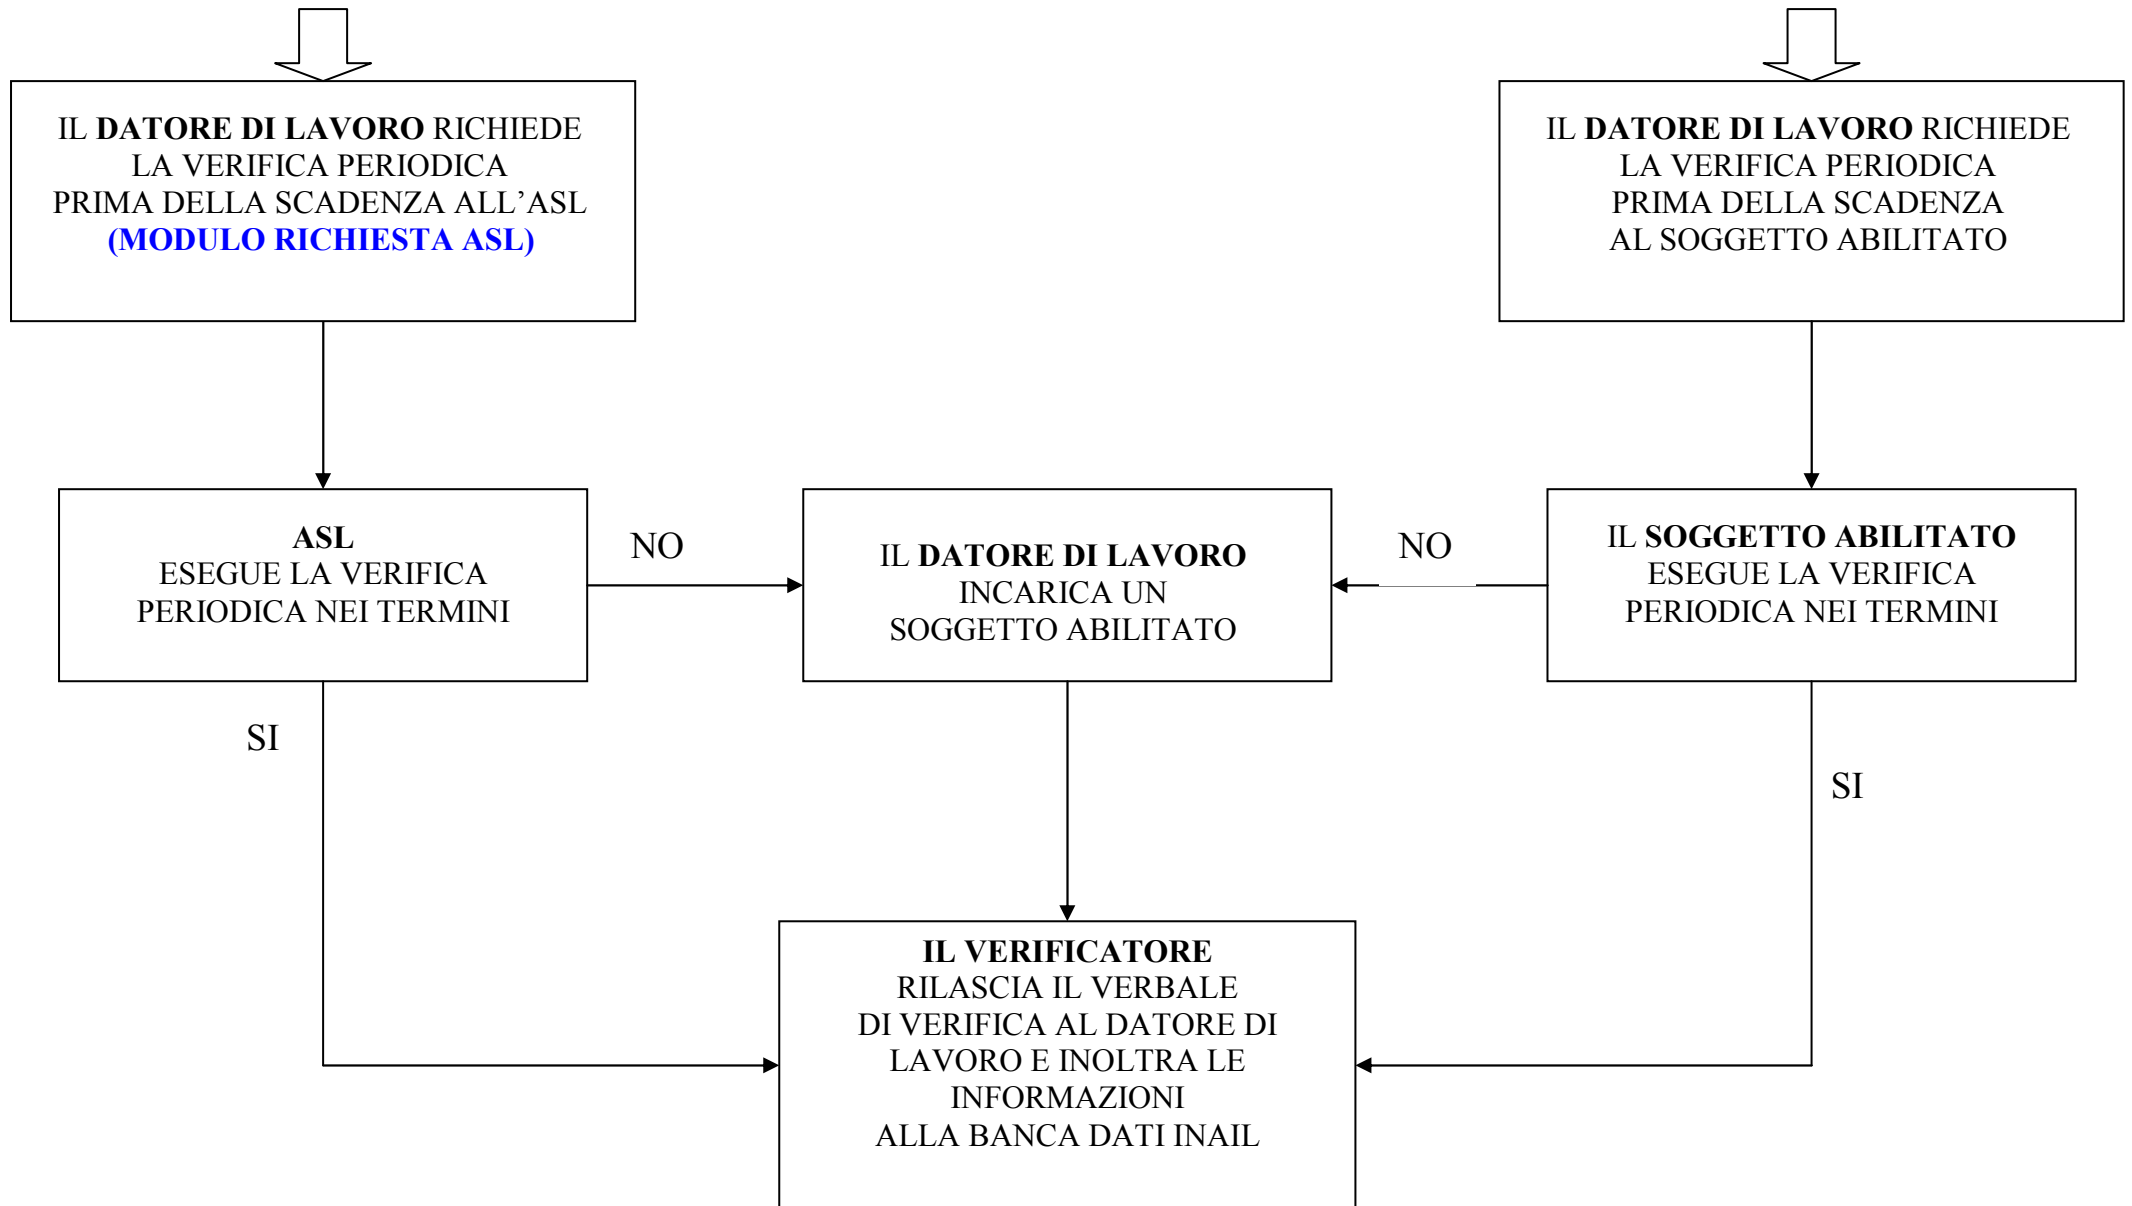 IL DATORE DI LAVORO RICHIEDE
LA VERIFICA PERIODICA
PRIMA DELLA SCADENZA ALL’ASL
(MODULO RICHIESTA ASL)
IL DATORE DI LAVORO RICHIEDE
LA VERIFICA PERIODICA
PRIMA DELLA SCADENZA
AL SOGGETTO ABILITATO
ASL
ESEGUE LA VERIFICA
PERIODICA NEI TERMINI
NO
IL DATORE DI LAVORO
INCARICA UN
SOGGETTO ABILITATO
NO
IL SOGGETTO ABILITATO
ESEGUE LA VERIFICA
PERIODICA NEI TERMINI
SI
SI
IL VERIFICATORE
RILASCIA IL VERBALE
DI VERIFICA AL DATORE DI
LAVORO E INOLTRA LE
INFORMAZIONI
ALLA BANCA DATI INAIL